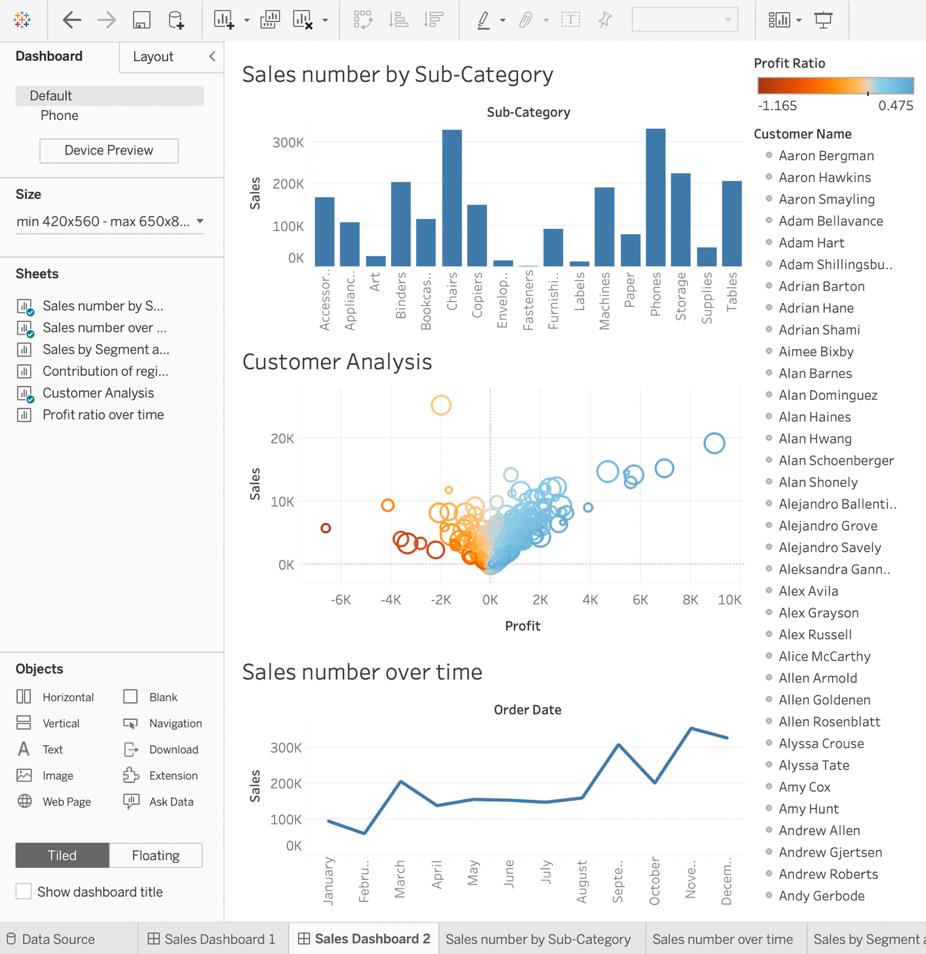 Dashboard
Layout
Default
Phone
Device Preview
Size
min 420x560 - max 650x8...
Sheets
Sales number by S...
Sales number over ...
Sales by Segment a...
Contribution of regi...
Customer Analysis
Profit ratio over time
Objects
Horizontal
Blank
Vertical
Navigation
Text
Download
Image
Extension
Web Page
Ask Data
Tiled
Floating
Show dashboard title
Sales number by Sub-Category
Sub-Category
Sales
300K
200K
100K
0K
Accessor..
Applianc..
Art
Binders
Bookcas..
Chairs
Copiers
Envelop..
Fasteners
Furnishi..
Labels
Machines
Paper
Phones
Storage
Supplies
Tables
Customer Analysis
Sales
20K
10K
0K
-6K
-4K
-2K
0K
2K
4K
6K
8K
10K
Profit
Sales number over time
Order Date
Sales
300K
200K
100K
0K
January
Febru..
March
April
May
June
July
August
Septe..
October
Nove..
Decem..
Profit Ratio
-1.165
0.475
Customer Name
Aaron Bergman
Aaron Hawkins
Aaron Smayling
Adam Bellavance
Adam Hart
Adam Shillingsbu..
Adrian Barton
Adrian Hane
Adrian Shami
Aimee Bixby
Alan Barnes
Alan Dominguez
Alan Haines
Alan Hwang
Alan Schoenberger
Alan Shonely
Alejandro Ballenti..
Alejandro Grove
Alejandro Savely
Aleksandra Gann..
Alex Avila
Alex Grayson
Alex Russell
Alice McCarthy
Allen Armold
Allen Goldenen
Allen Rosenblatt
Alyssa Crouse
Alyssa Tate
Amy Cox
Amy Hunt
Andrew Allen
Andrew Gjertsen
Andrew Roberts
Andy Gerbode
Data Source
Sales Dashboard 1
Sales Dashboard 2
Sales number by Sub-Category
Sales number over time
Sales by Segment a